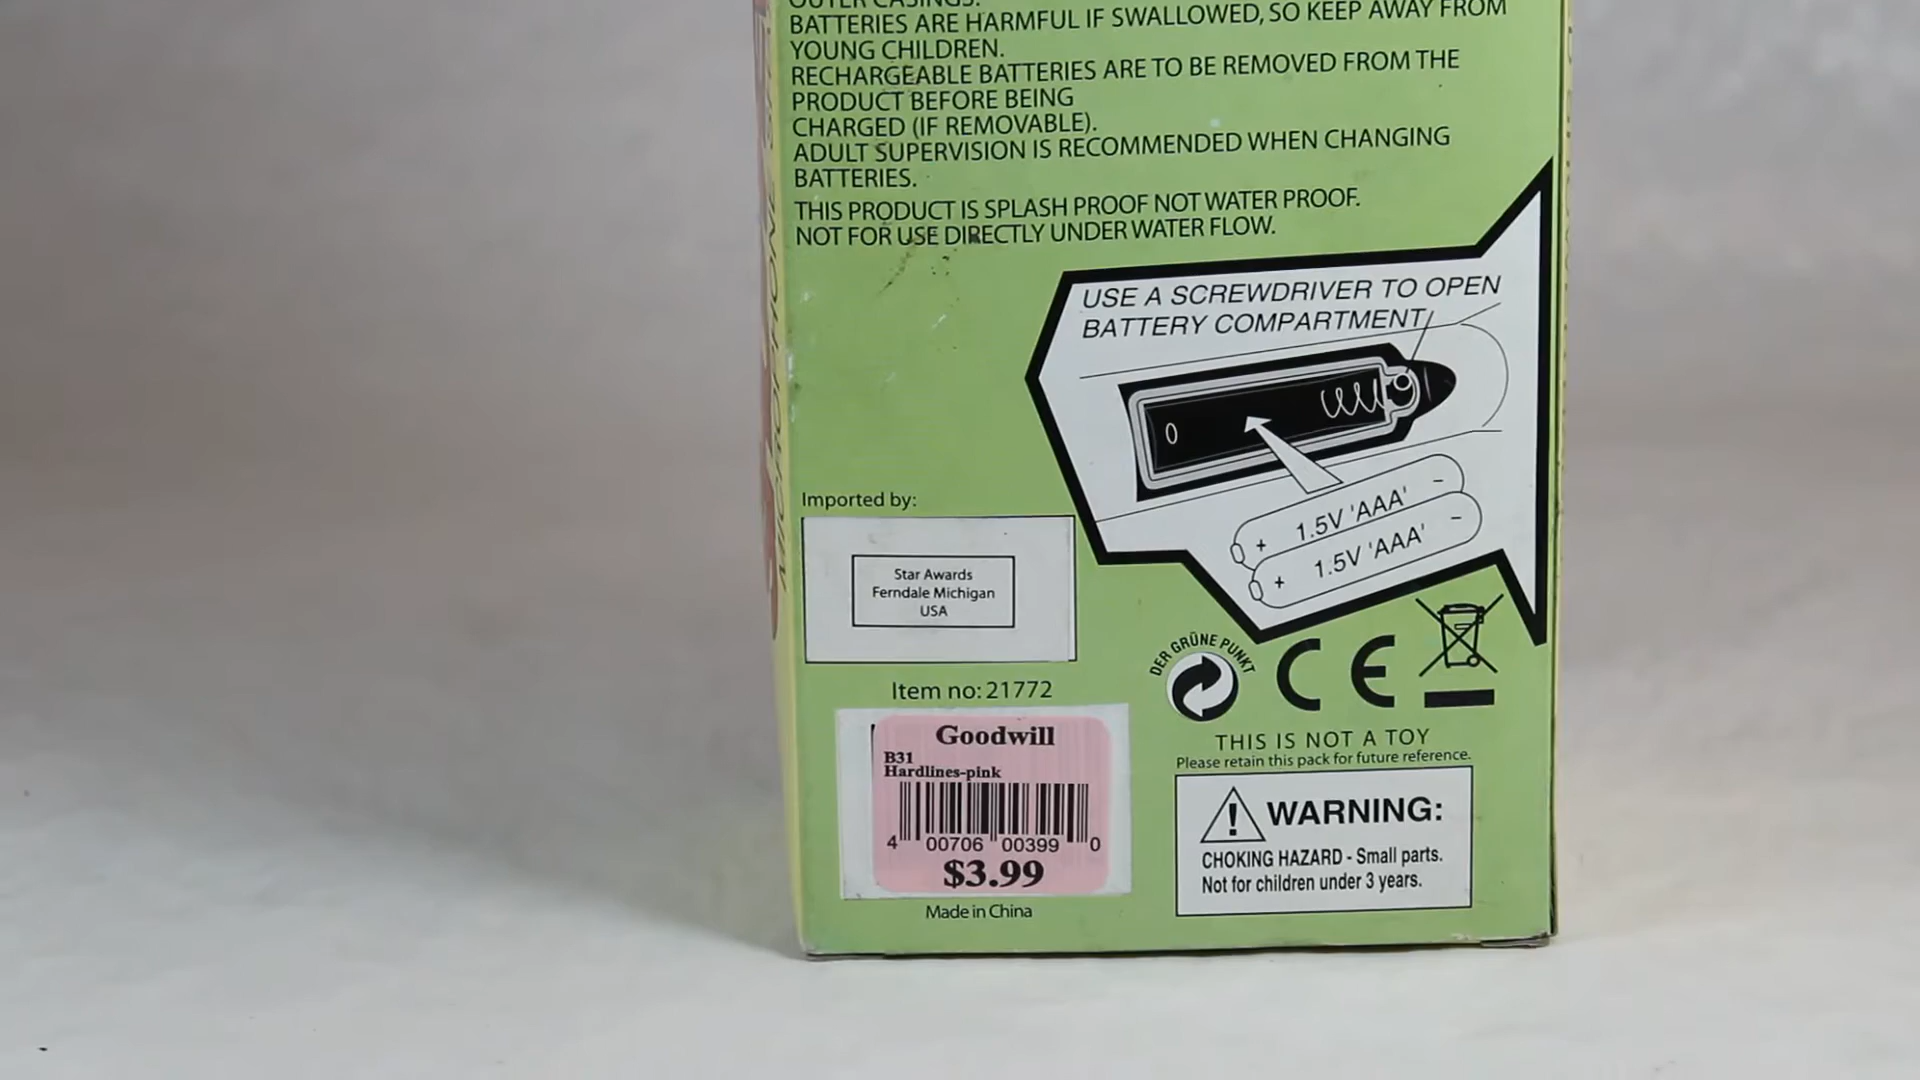 OUTER CASINGS.
BATTERIES ARE HARMFUL IF SWALLOWED, SO KEEP AWAY FROM
YOUNG CHILDREN.
RECHARGEABLE BATTERIES ARE TO BE REMOVED FROM THE
PRODUCT BEFORE BEING
CHARGED (IF REMOVABLE).
ADULT SUPERVISION IS RECOMMENDED WHEN CHANGING
BATTERIES.
THIS PRODUCT IS SPLASH PROOF NOT WATER PROOF.
NOT FOR USE DIRECTLY UNDER WATER FLOW.
USE A SCREWDRIVER TO OPEN
BATTERY COMPARTMENT
+ 1.5V 'AAA' -
+ 1.5V 'AAA' -
Imported by:
Star Awards
Ferndale Michigan
USA
Item no: 21772
Goodwill
B31
Hardlines-pink
4 00706 00399 0
$3.99
Made in China
DER GRÜNE PUNKT
CE
THIS IS NOT A TOY
Please retain this pack for future reference.
WARNING:
CHOKING HAZARD - Small parts.
Not for children under 3 years.
MICROPHONE